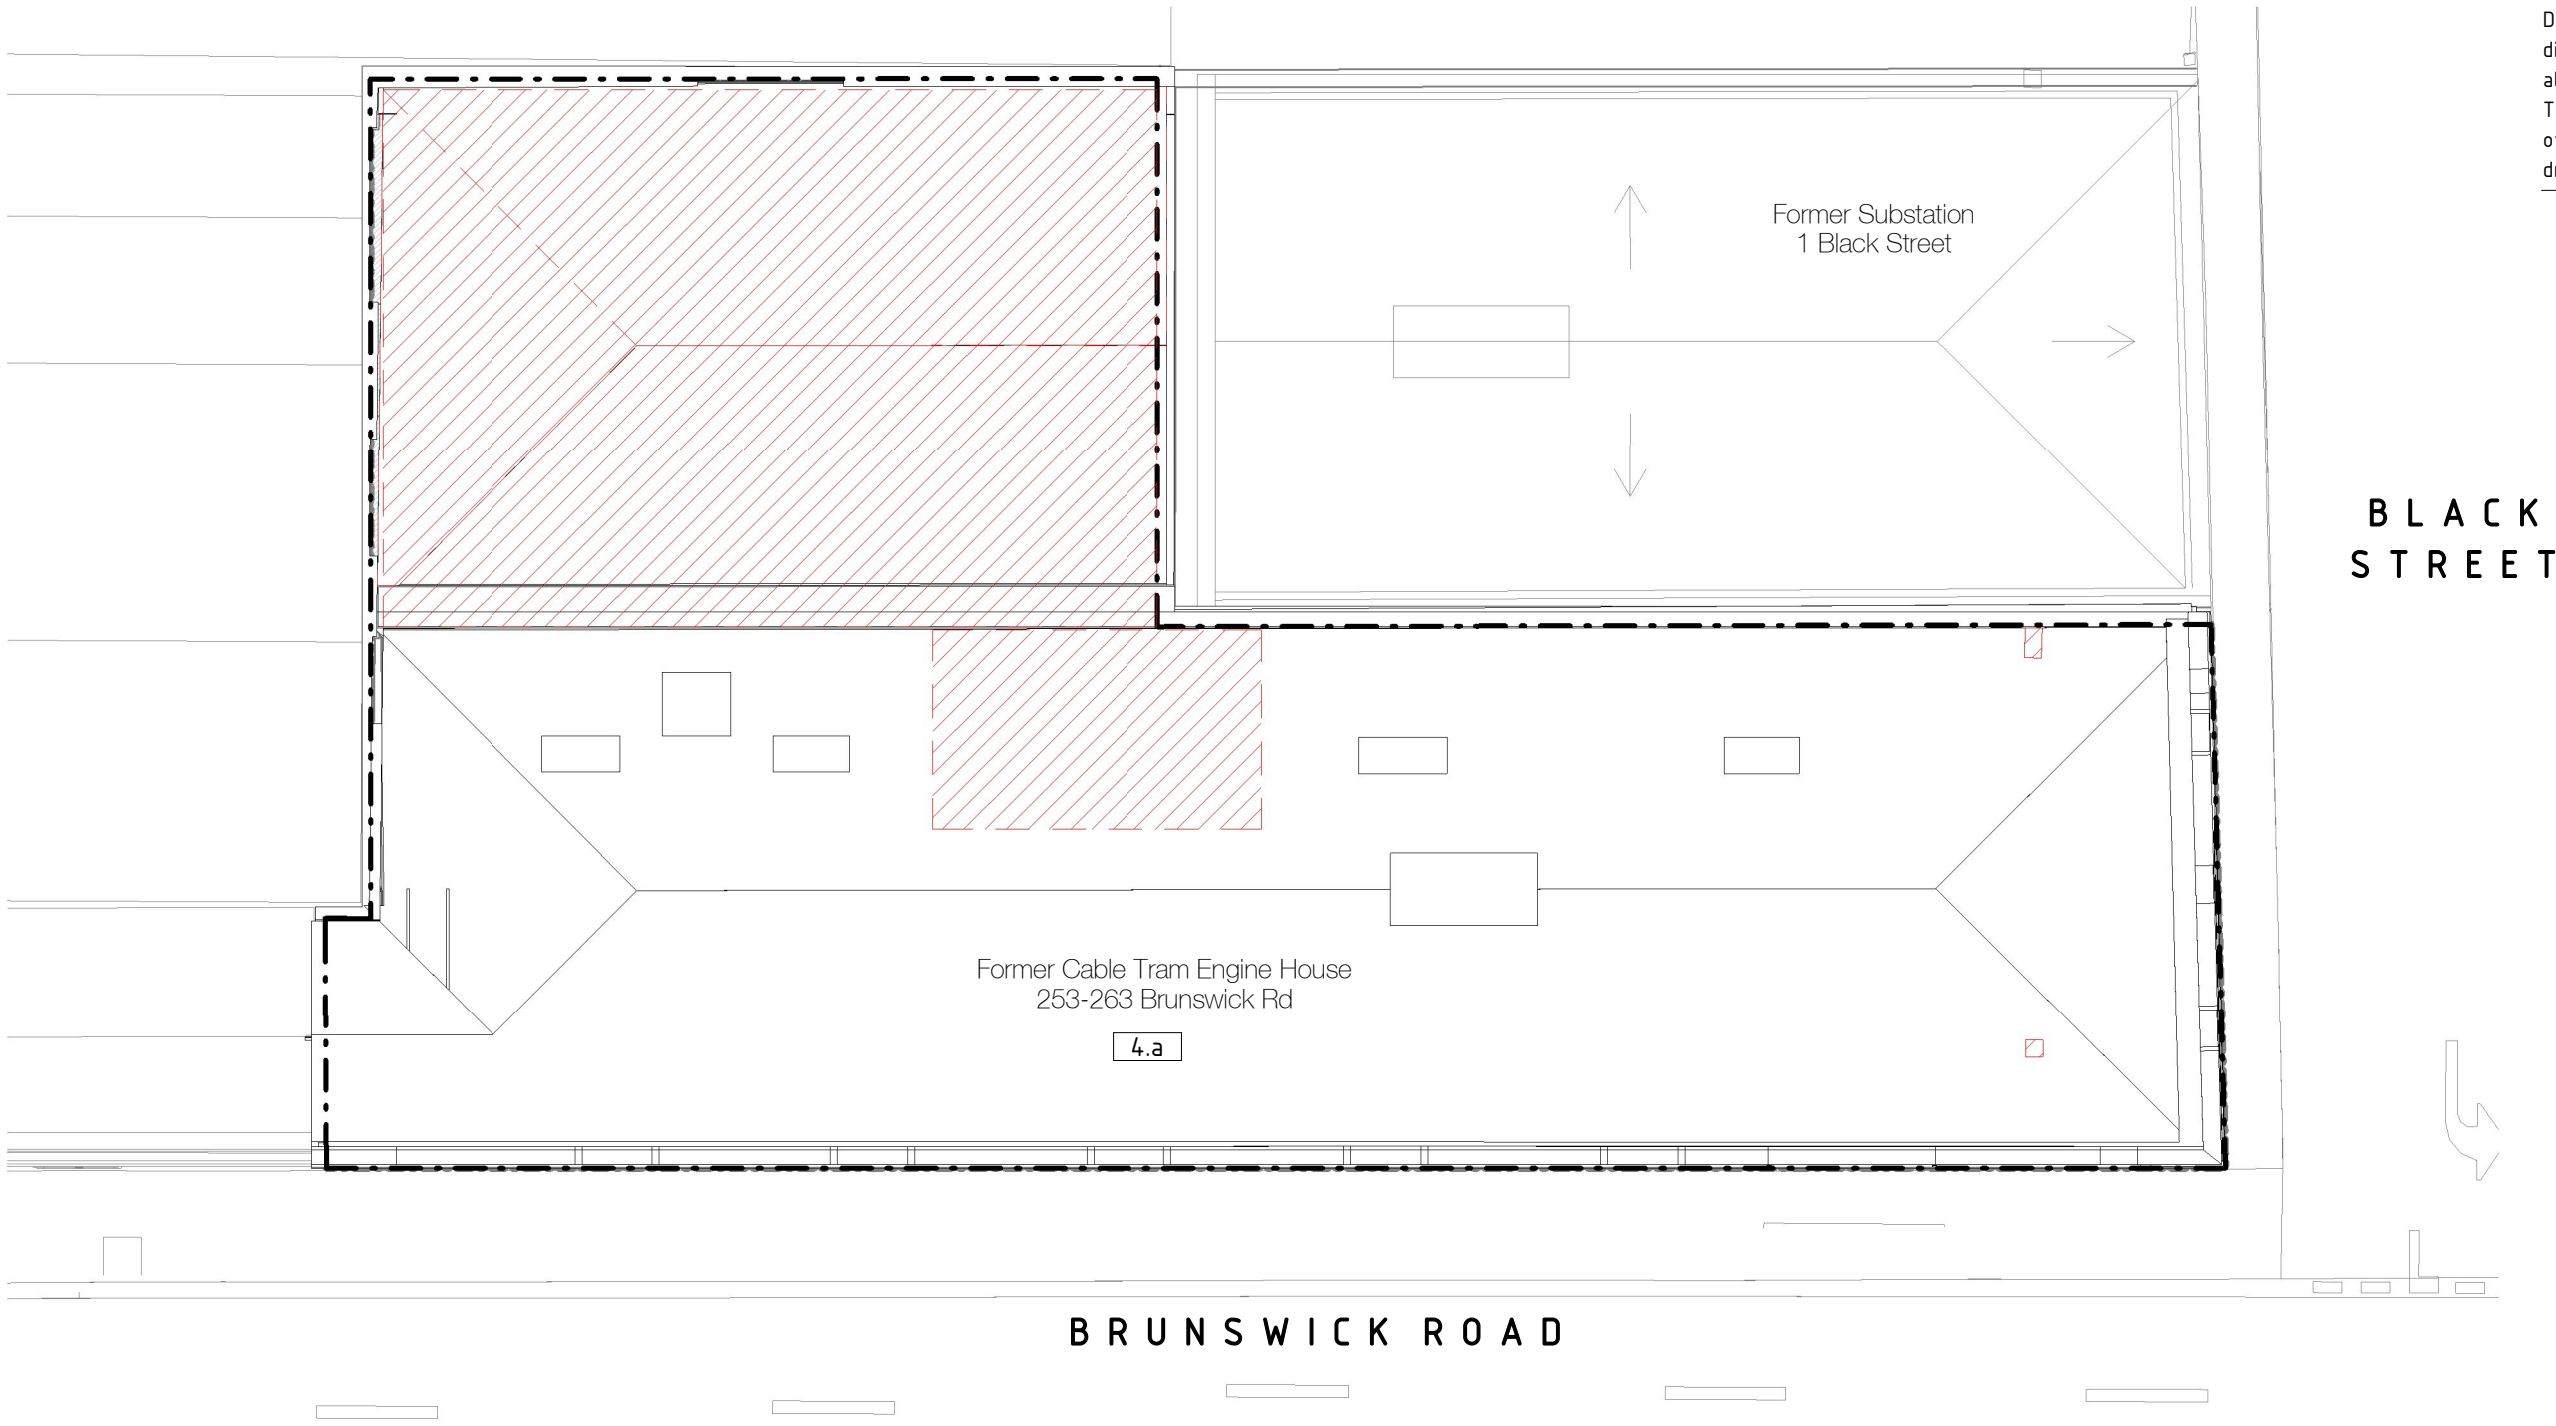 Former Substation
1 Black Street
BLACK
STREET
Former Cable Tram Engine House
253-263 Brunswick Rd
4.a
BRUNSWICK ROAD